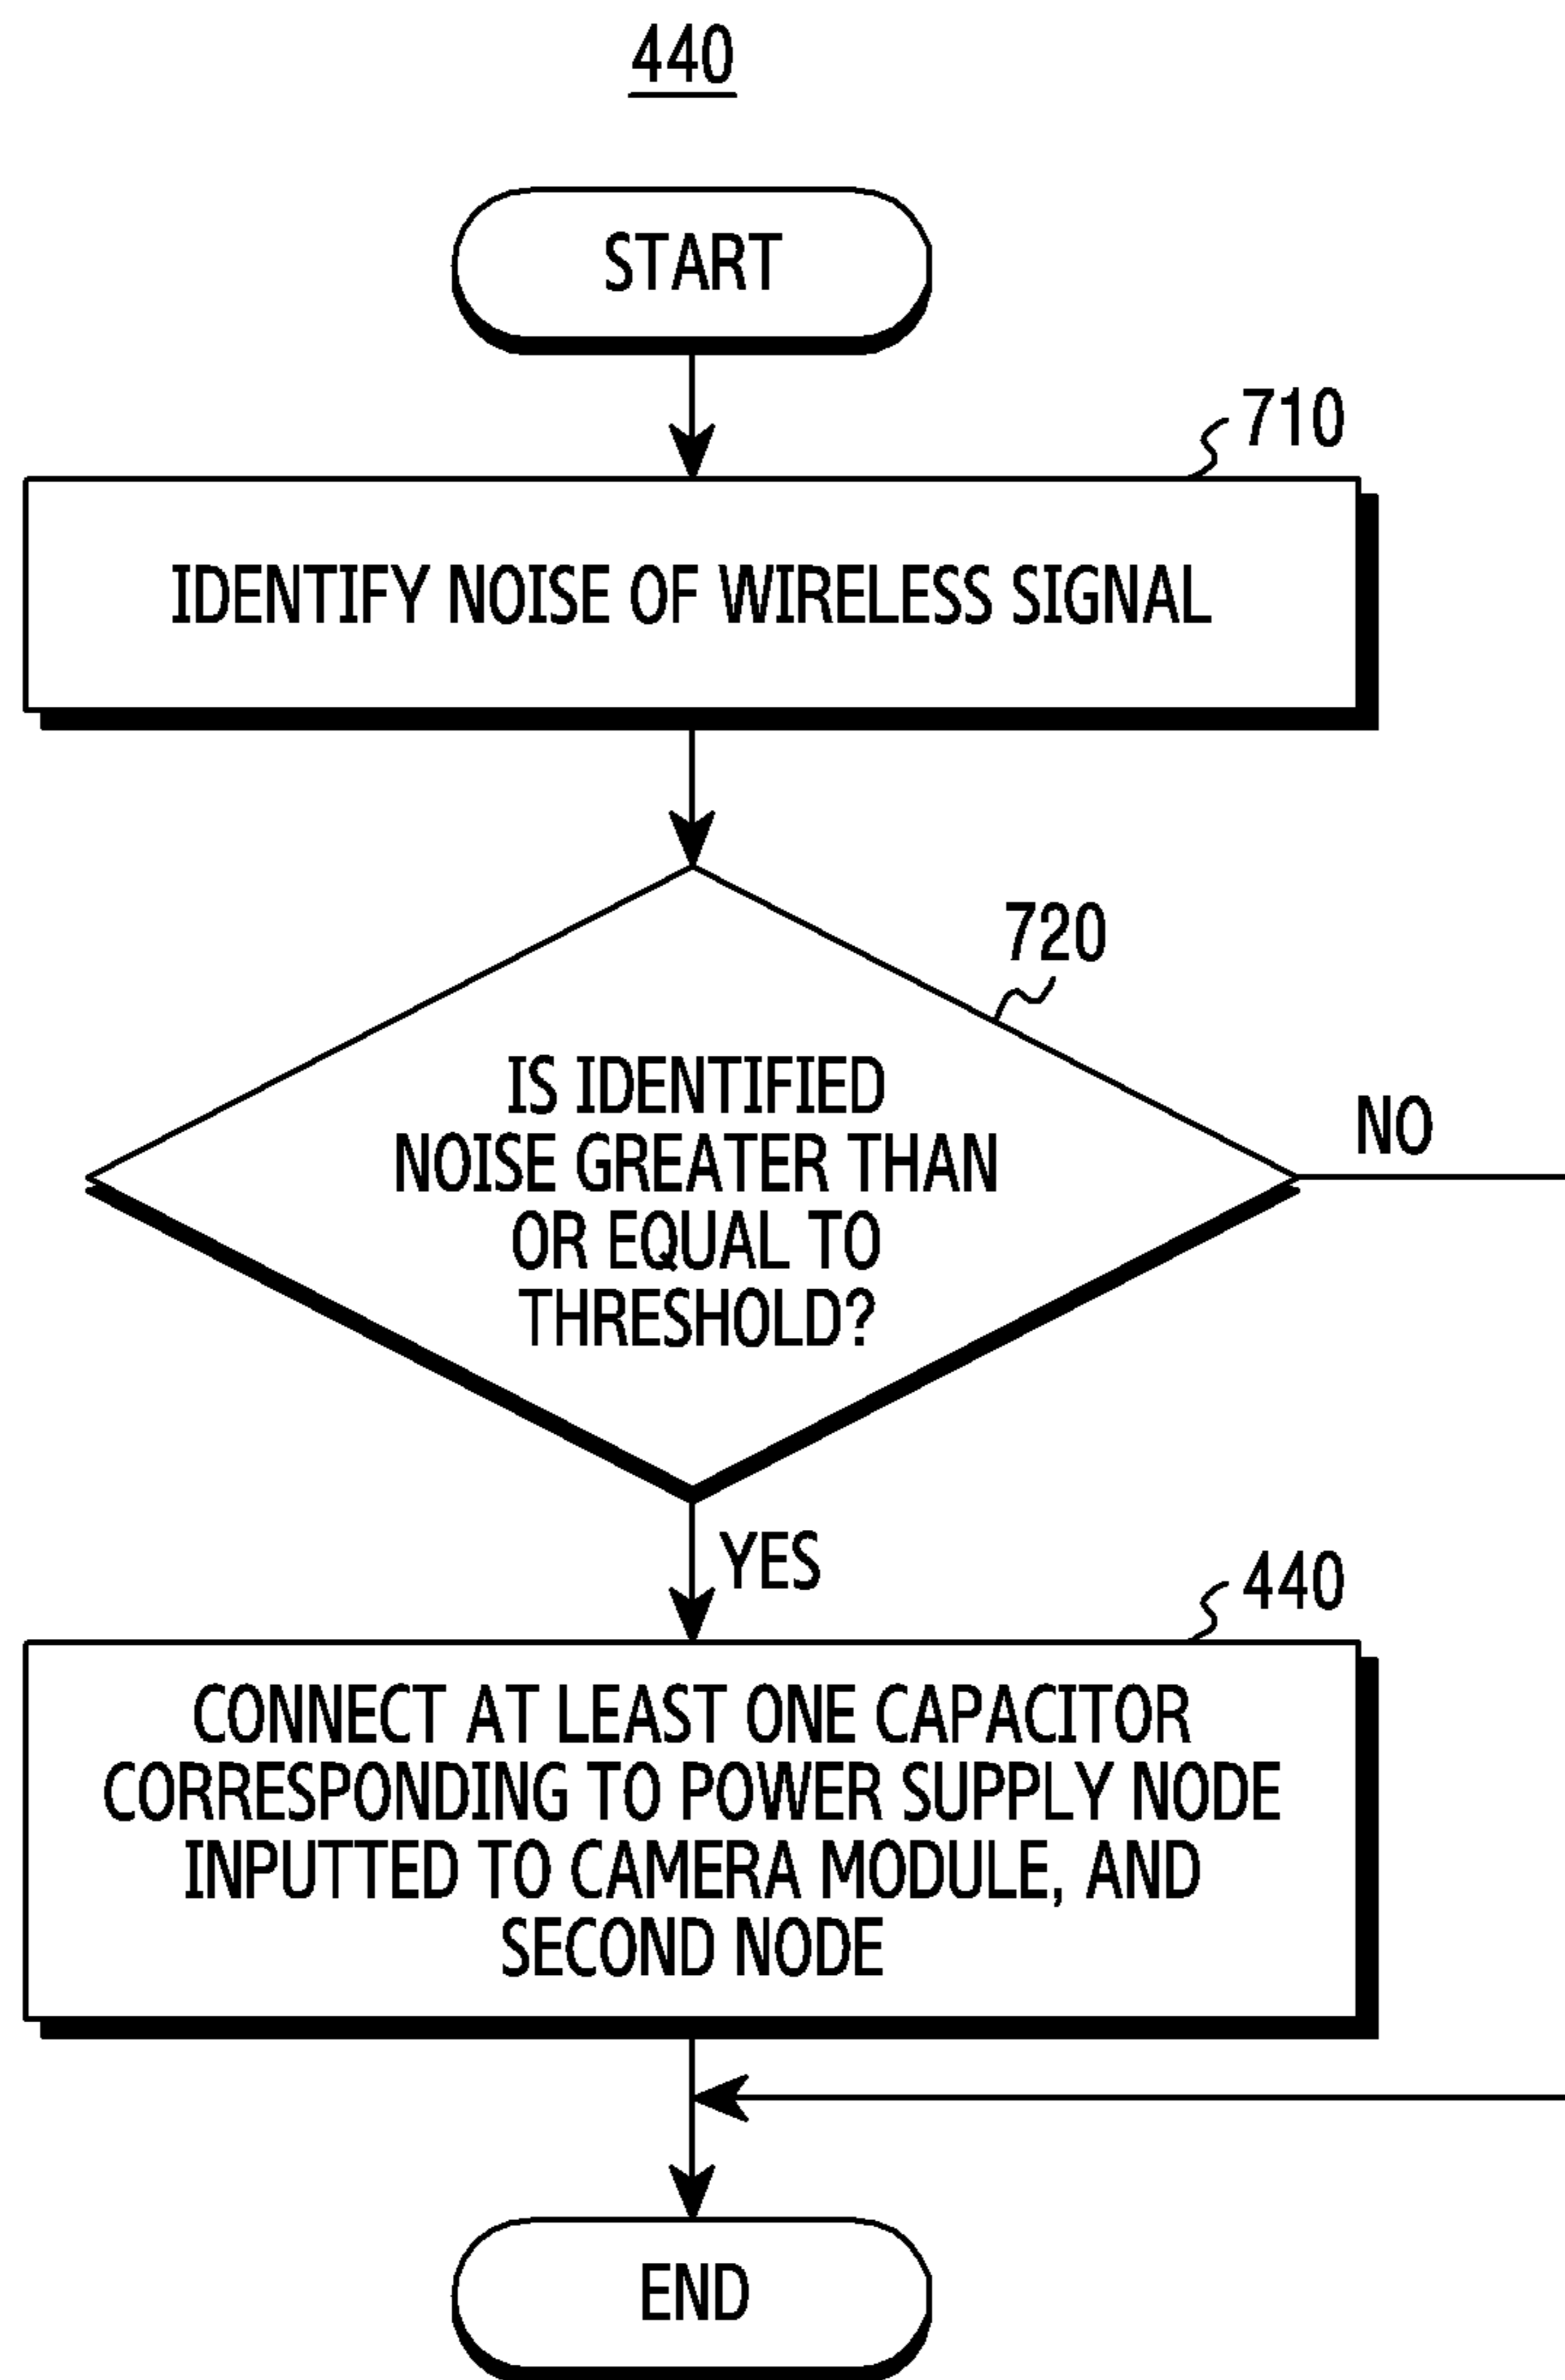 440
START
710
IDENTIFY NOISE OF WIRELESS SIGNAL
720
IS IDENTIFIED
NOISE GREATER THAN
OR EQUAL TO
THRESHOLD?
NO
YES
440
CONNECT AT LEAST ONE CAPACITOR
CORRESPONDING TO POWER SUPPLY NODE
INPUTTED TO CAMERA MODULE, AND
SECOND NODE
END